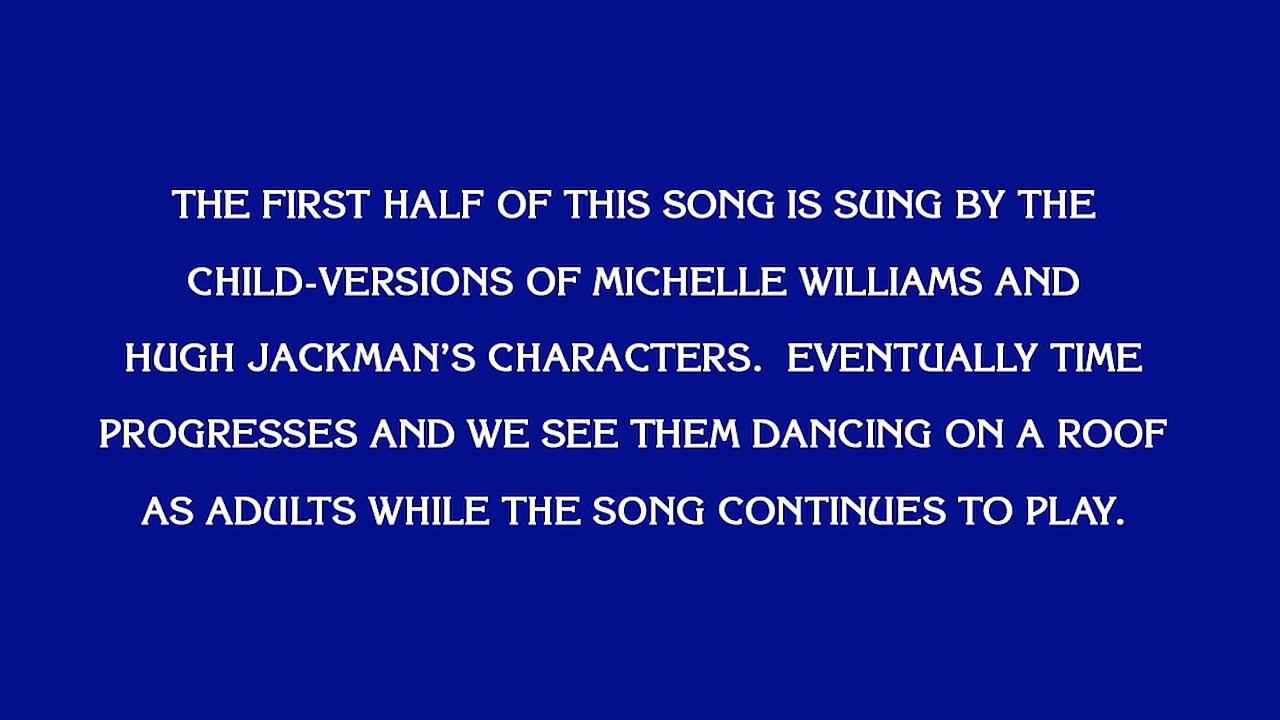 THE FIRST HALF OF THIS SONG IS SUNG BY THE
CHILD-VERSIONS OF MICHELLE WILLIAMS AND
HUGH JACKMAN’S CHARACTERS.  EVENTUALLY TIME
PROGRESSES AND WE SEE THEM DANCING ON A ROOF
AS ADULTS WHILE THE SONG CONTINUES TO PLAY.